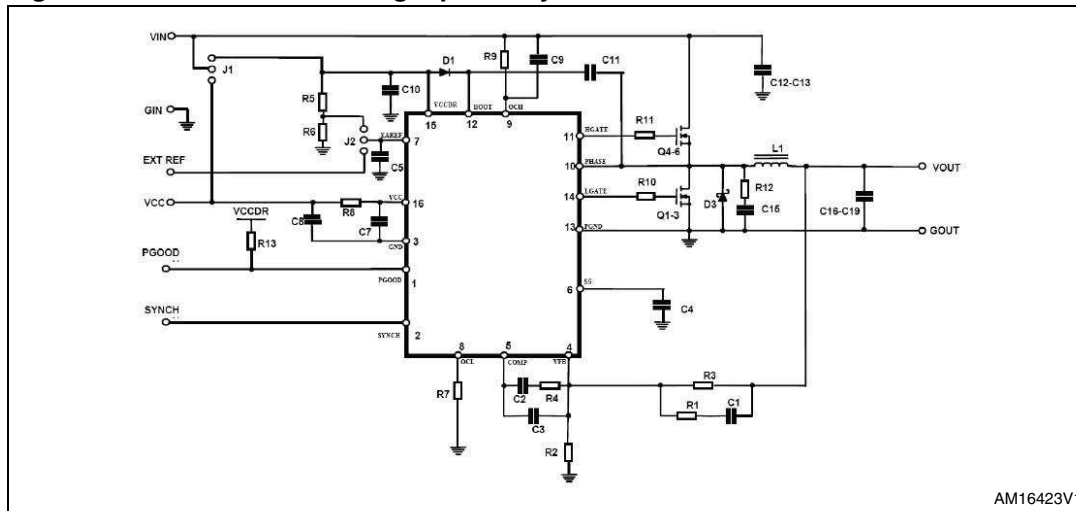 VIN
J1
R9
D1
C9
C11
C12-C13
C10
R5
VCCDR
BOOT
OCH
15
12
9
GIN
R6
J2
EAREF
7
C5
EXT REF
11
HGATE
R11
Q4-6
10
PHASE
L1
VOUT
14
LGATE
R10
Q1-3
D3
R12
C15
C16-C19
VCC
VCC
16
R8
C8
C7
VCCDR
R13
3
GND
13
PGND
GOUT
PGOOD
1
PGOOD
6
SS
C4
SYNCH
SYNCH
2
8
OCL
5
COMP
4
VFB
R7
C2
R4
C3
R2
R3
R1
C1
AM16423V1